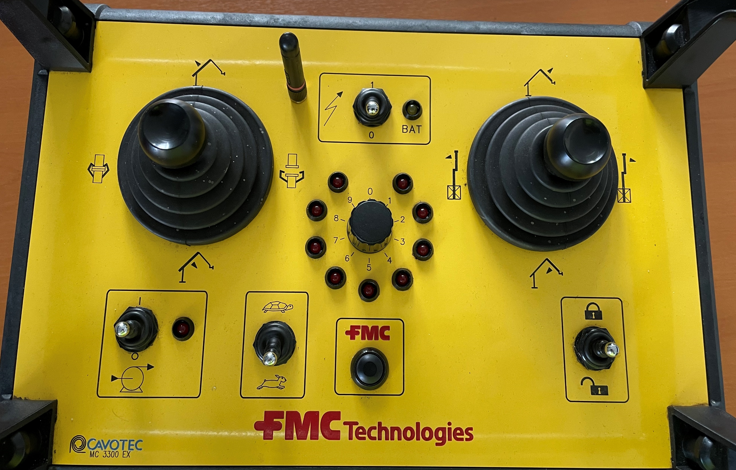 1
0
BAT
0
1
2
3
4
5
6
7
8
9
I
0
FMC
FMC Technologies
CAVOTEC
MC 3300 EX